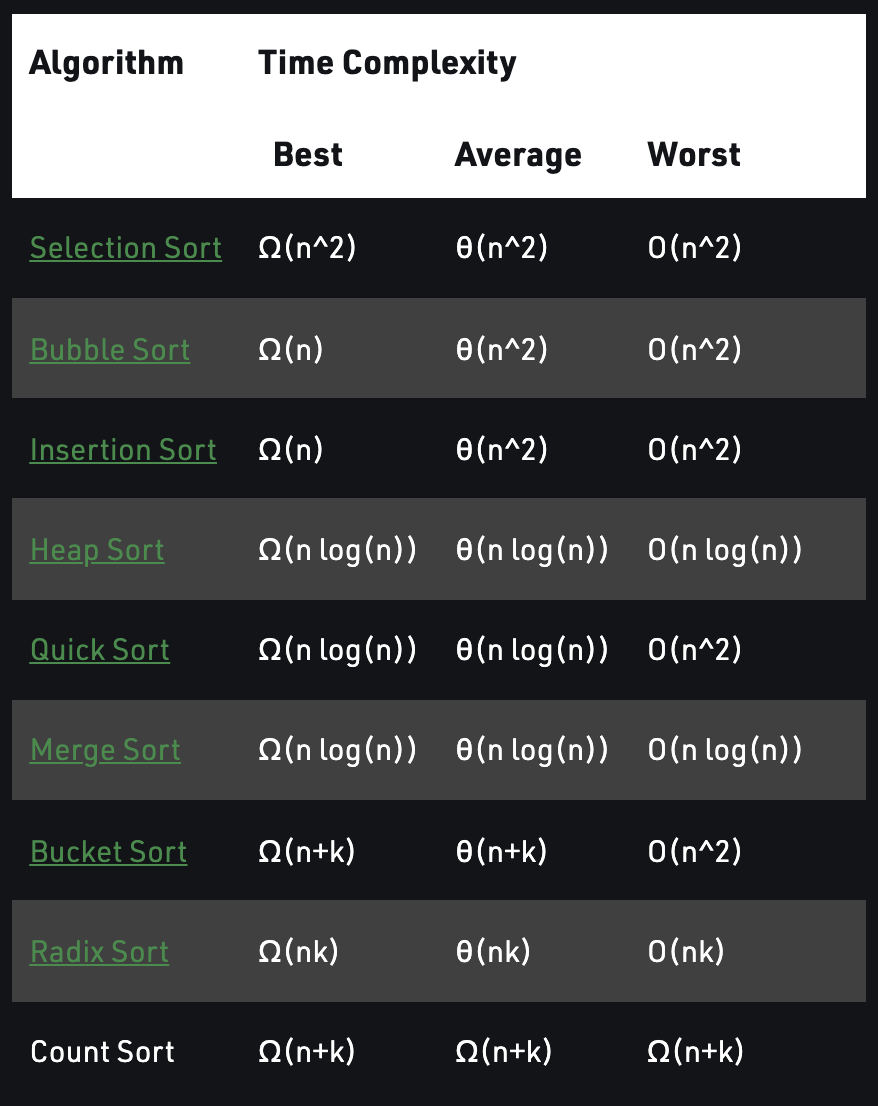 Algorithm Time Complexity
Best Average Worst
Selection Sort Ω(n^2) θ(n^2) O(n^2)
Bubble Sort Ω(n) θ(n^2) O(n^2)
Insertion Sort Ω(n) θ(n^2) O(n^2)
Heap Sort Ω(n log(n)) θ(n log(n)) O(n log(n))
Quick Sort Ω(n log(n)) θ(n log(n)) O(n^2)
Merge Sort Ω(n log(n)) θ(n log(n)) O(n log(n))
Bucket Sort Ω(n+k) θ(n+k) O(n^2)
Radix Sort Ω(nk) θ(nk) O(nk)
Count Sort Ω(n+k) Ω(n+k) Ω(n+k)